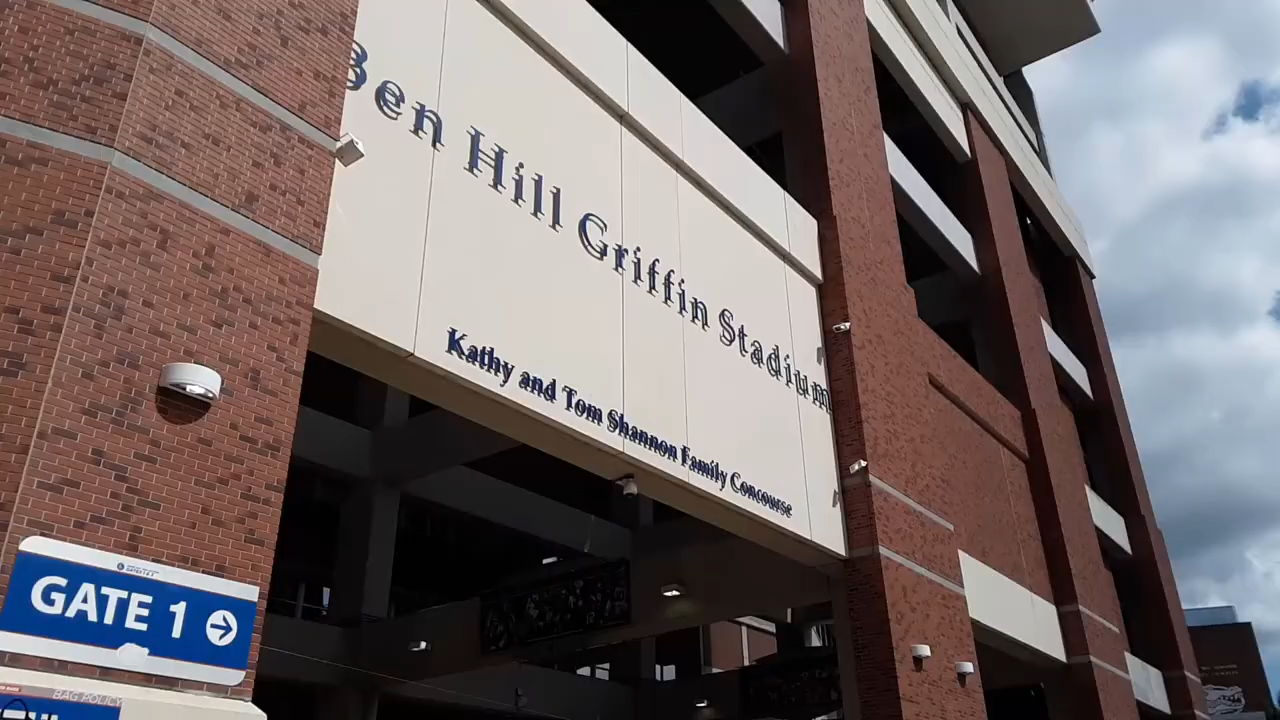 Ben Hill Griffin Stadium
Kathy and Tom Shannon Family Concourse
GATE 1
BAG POLICY